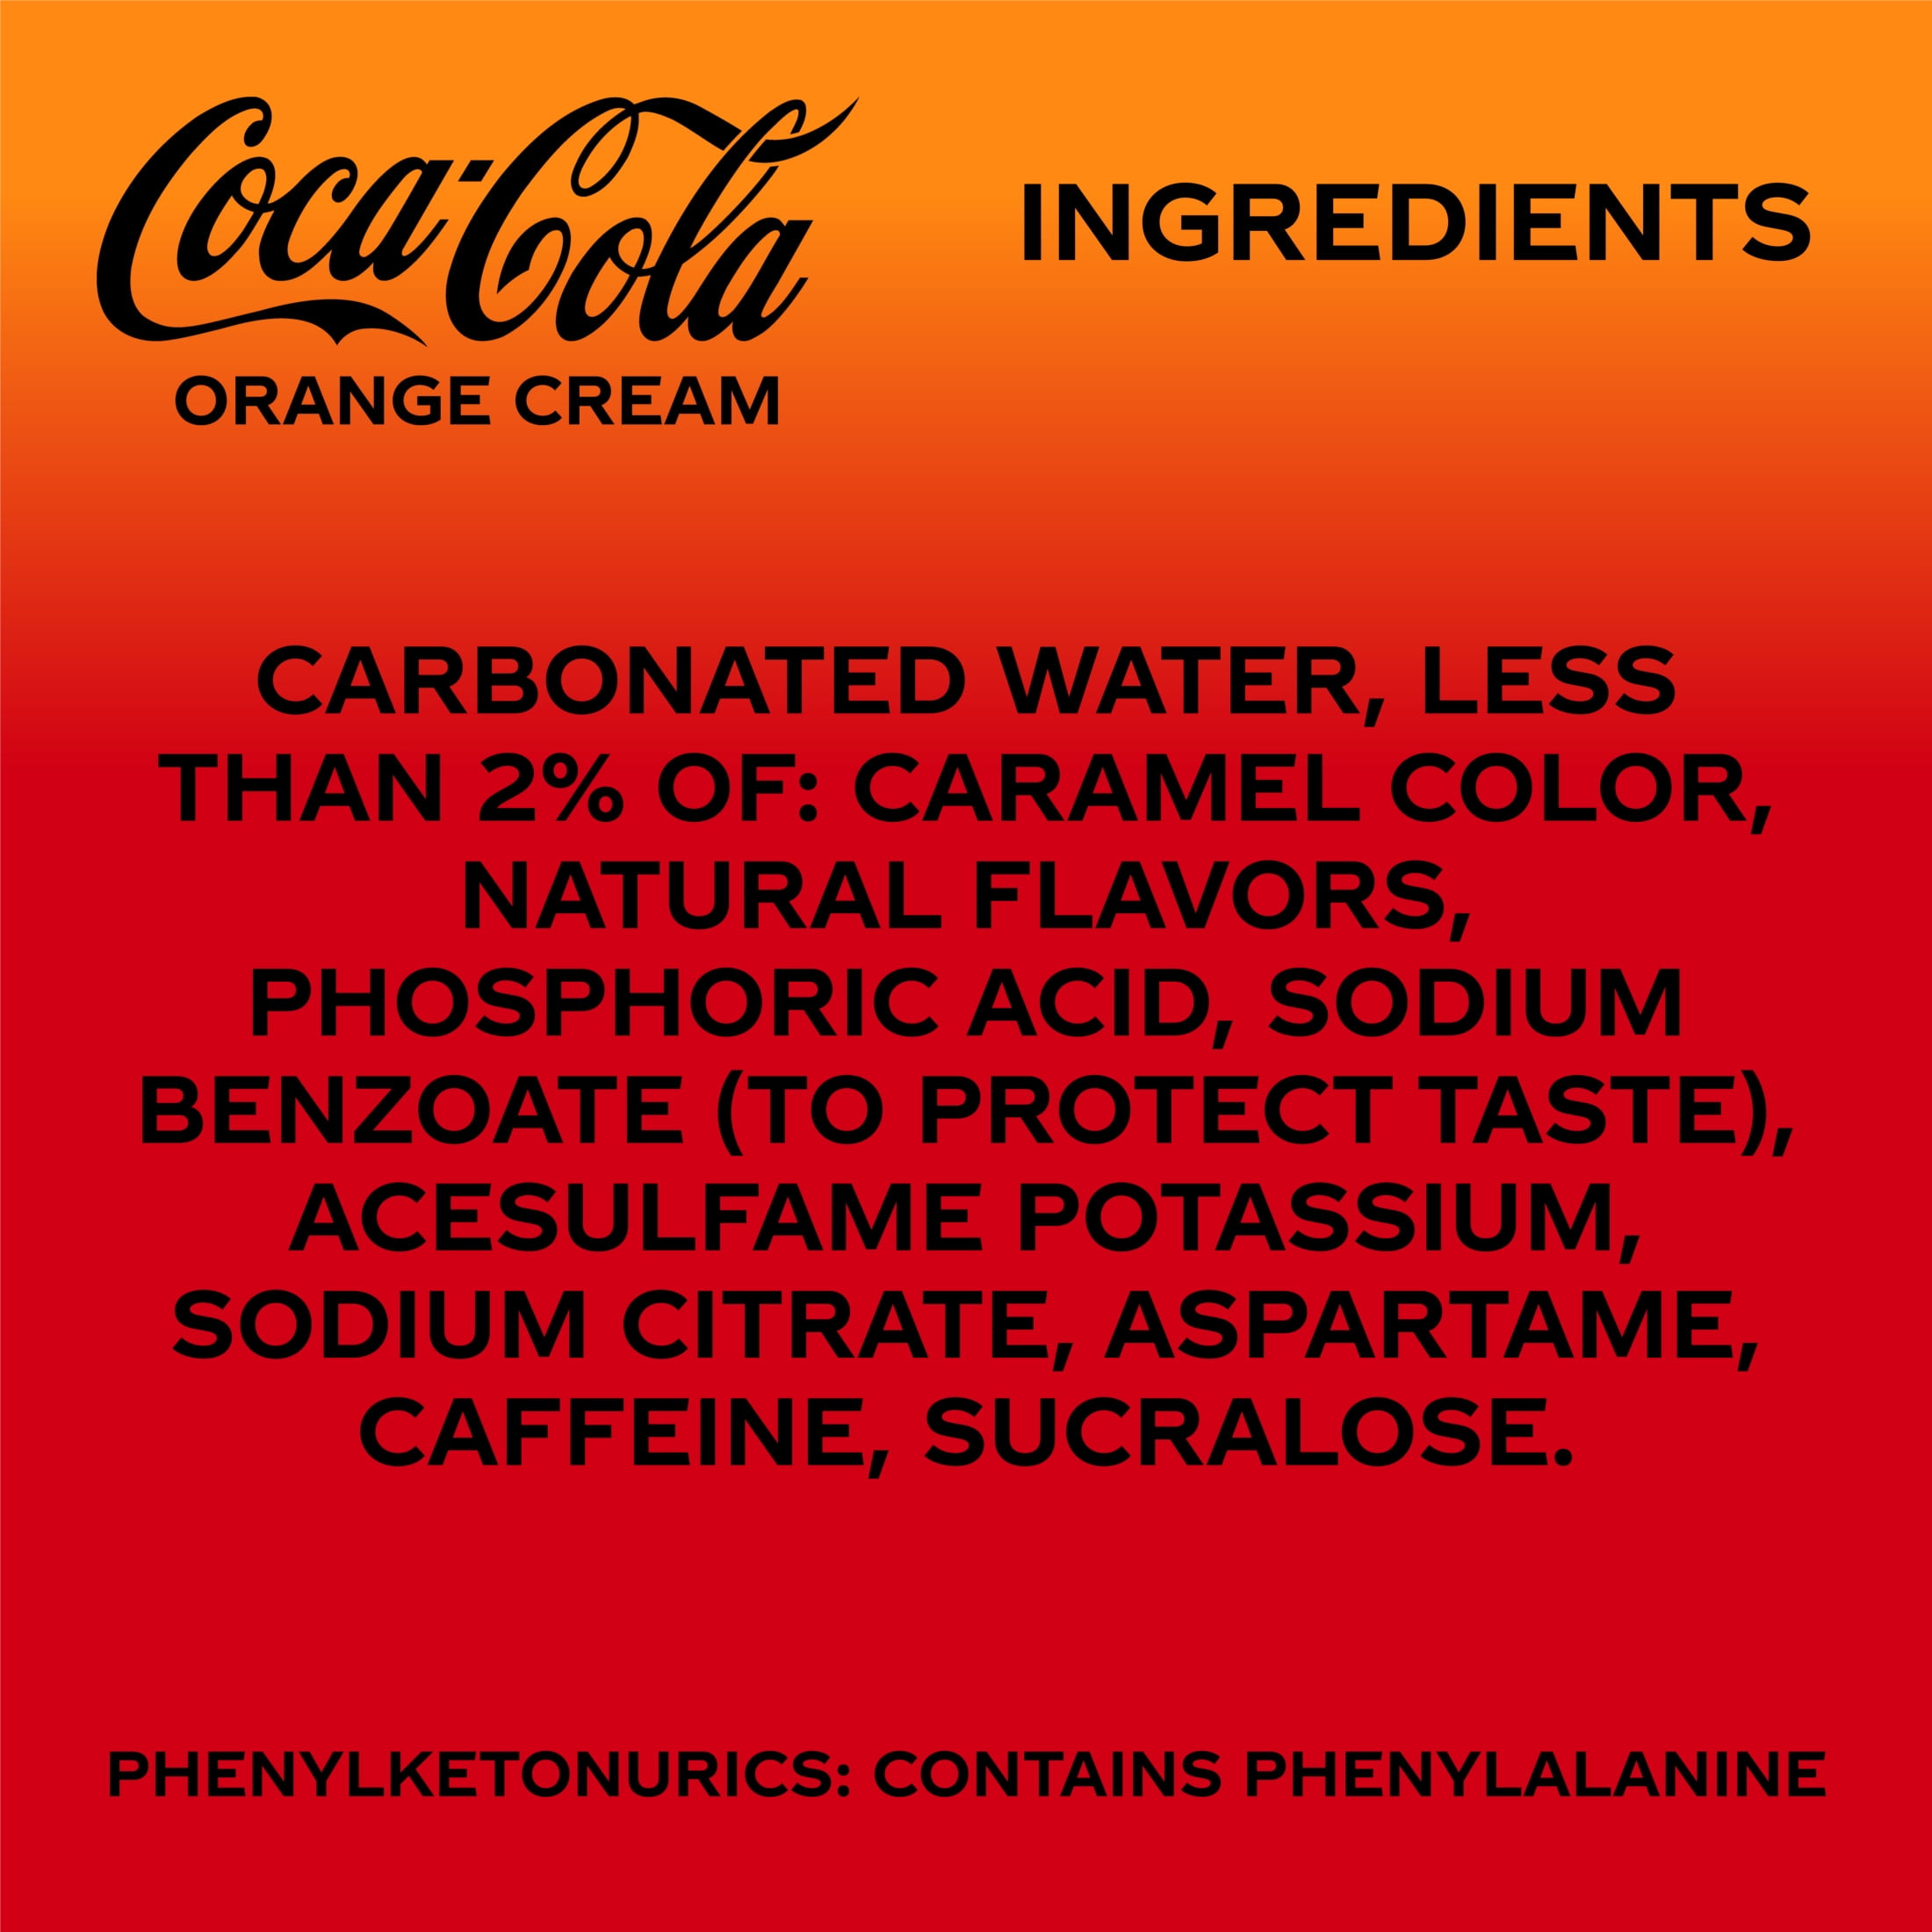 Coca-Cola
ORANGE CREAM
INGREDIENTS
CARBONATED WATER, LESS
THAN 2% OF: CARAMEL COLOR,
NATURAL FLAVORS,
PHOSPHORIC ACID, SODIUM
BENZOATE (TO PROTECT TASTE),
ACESULFAME POTASSIUM,
SODIUM CITRATE, ASPARTAME,
CAFFEINE, SUCRALOSE.
PHENYLKETONURICS: CONTAINS PHENYLALANINE